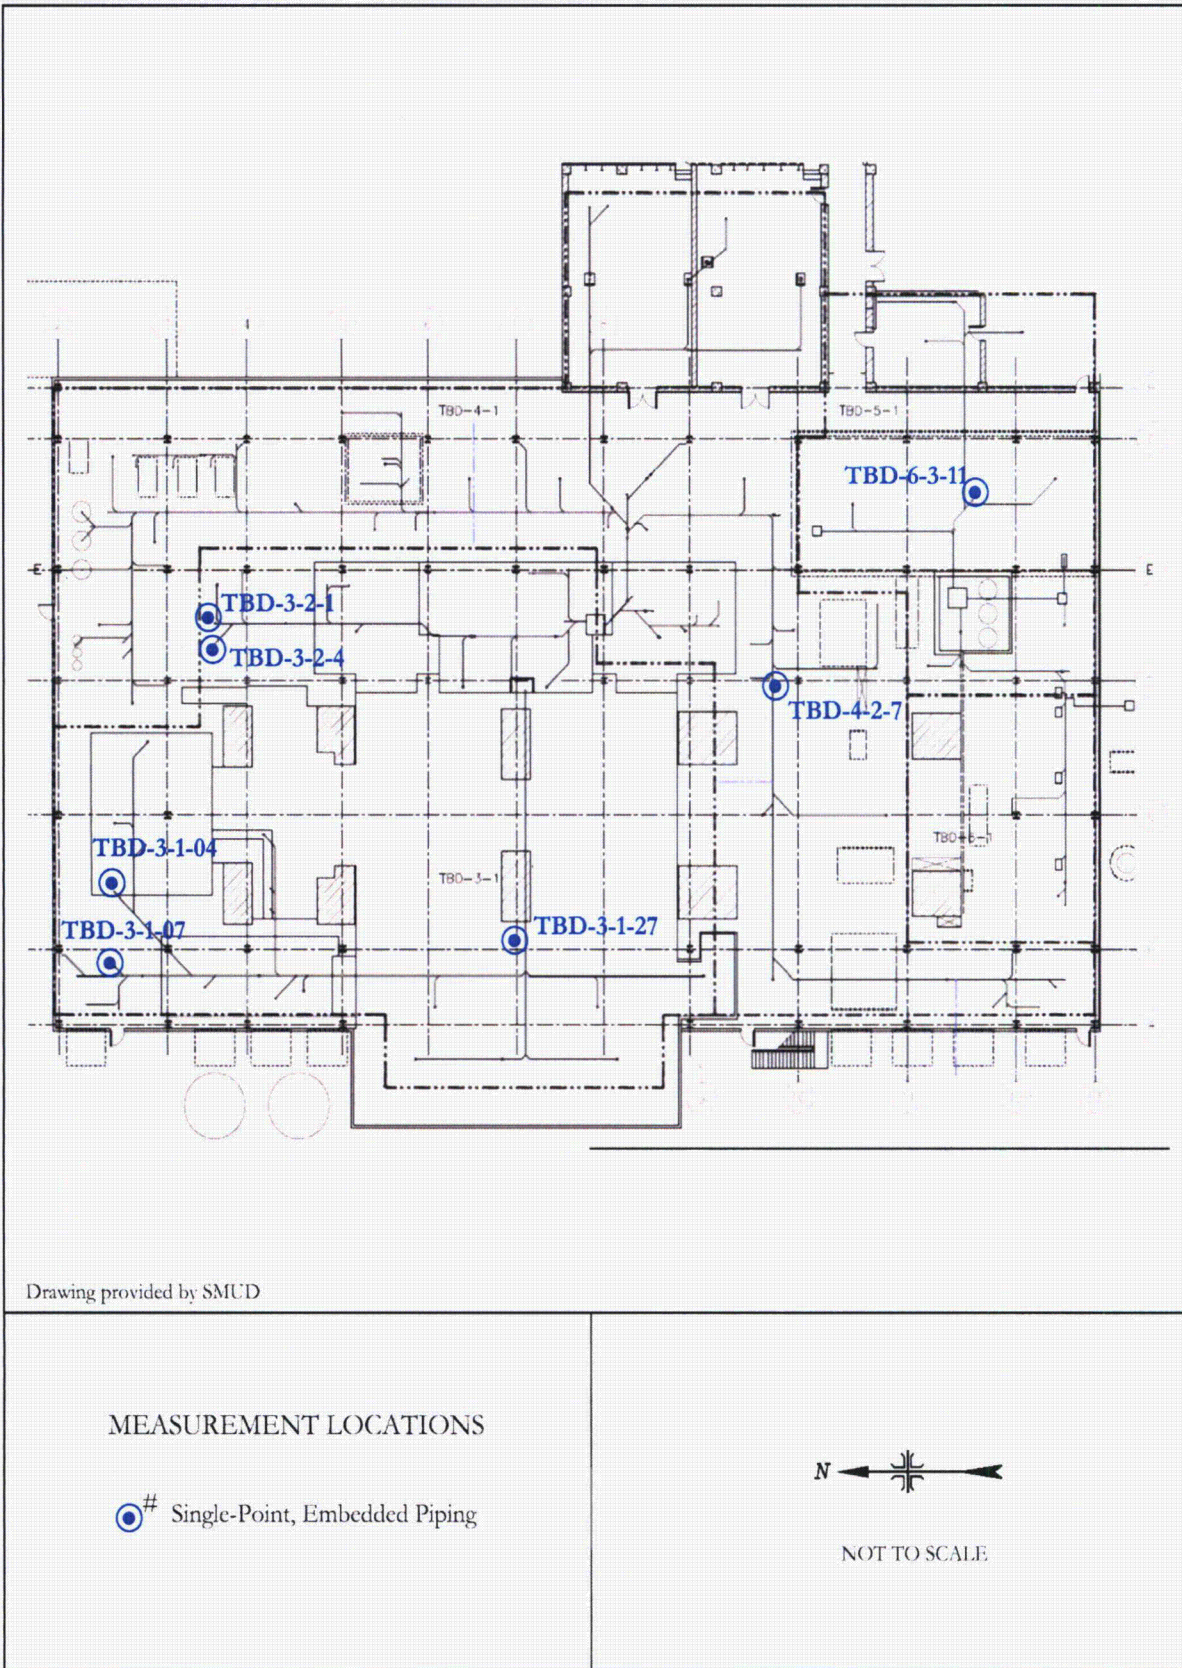 TBD-4-1
TBD-5-1
TBD-6-3-11
E
E
TBD-3-2-1
TBD-3-2-4
TBD-4-2-7
TBD-3-1-04
TBD-3-1
TBD-3-1-07
TBD-3-1-27
Drawing provided by SMUD
MEASUREMENT LOCATIONS
# Single-Point, Embedded Piping
N
NOT TO SCALE